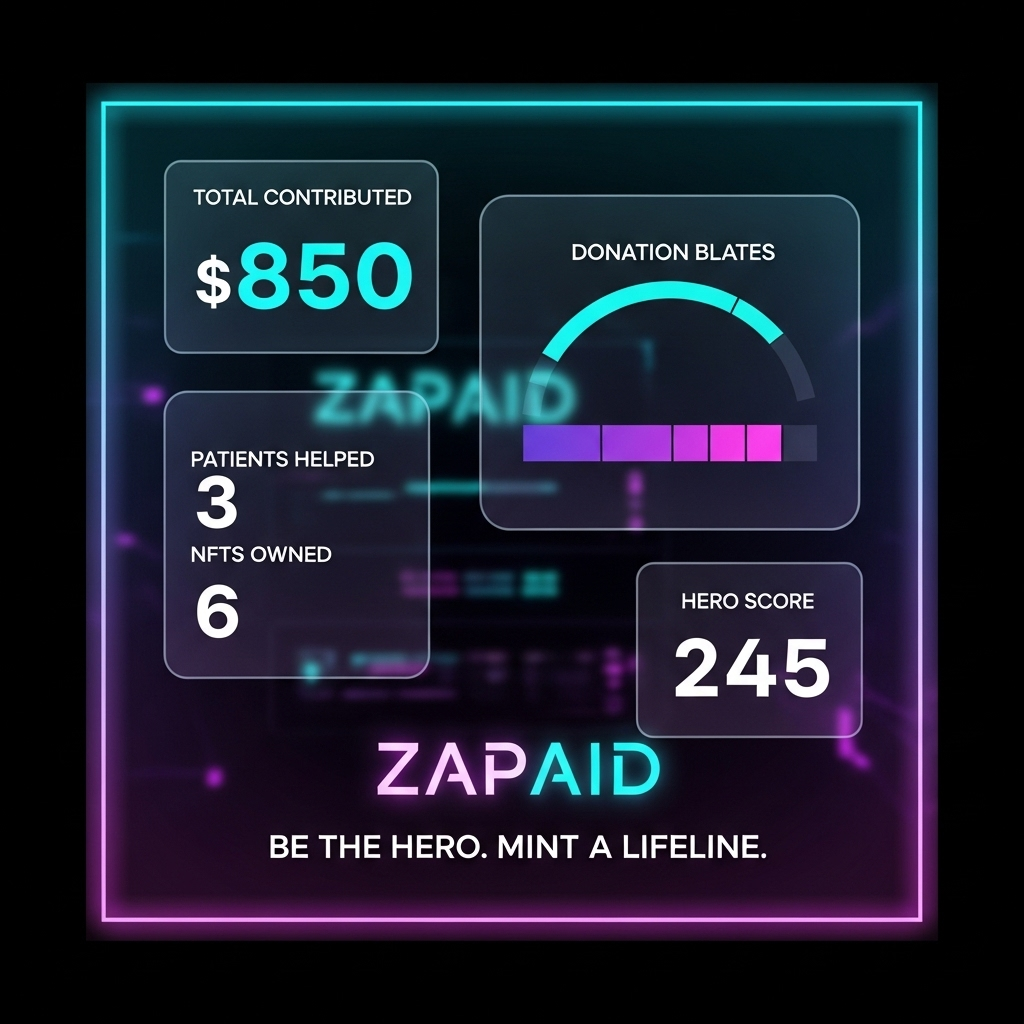 TOTAL CONTRIBUTED
$850
DONATION BLATES
ZAPAID
PATIENTS HELPED
3
NFTS OWNED
6
HERO SCORE
245
ZAPAID
BE THE HERO. MINT A LIFELINE.